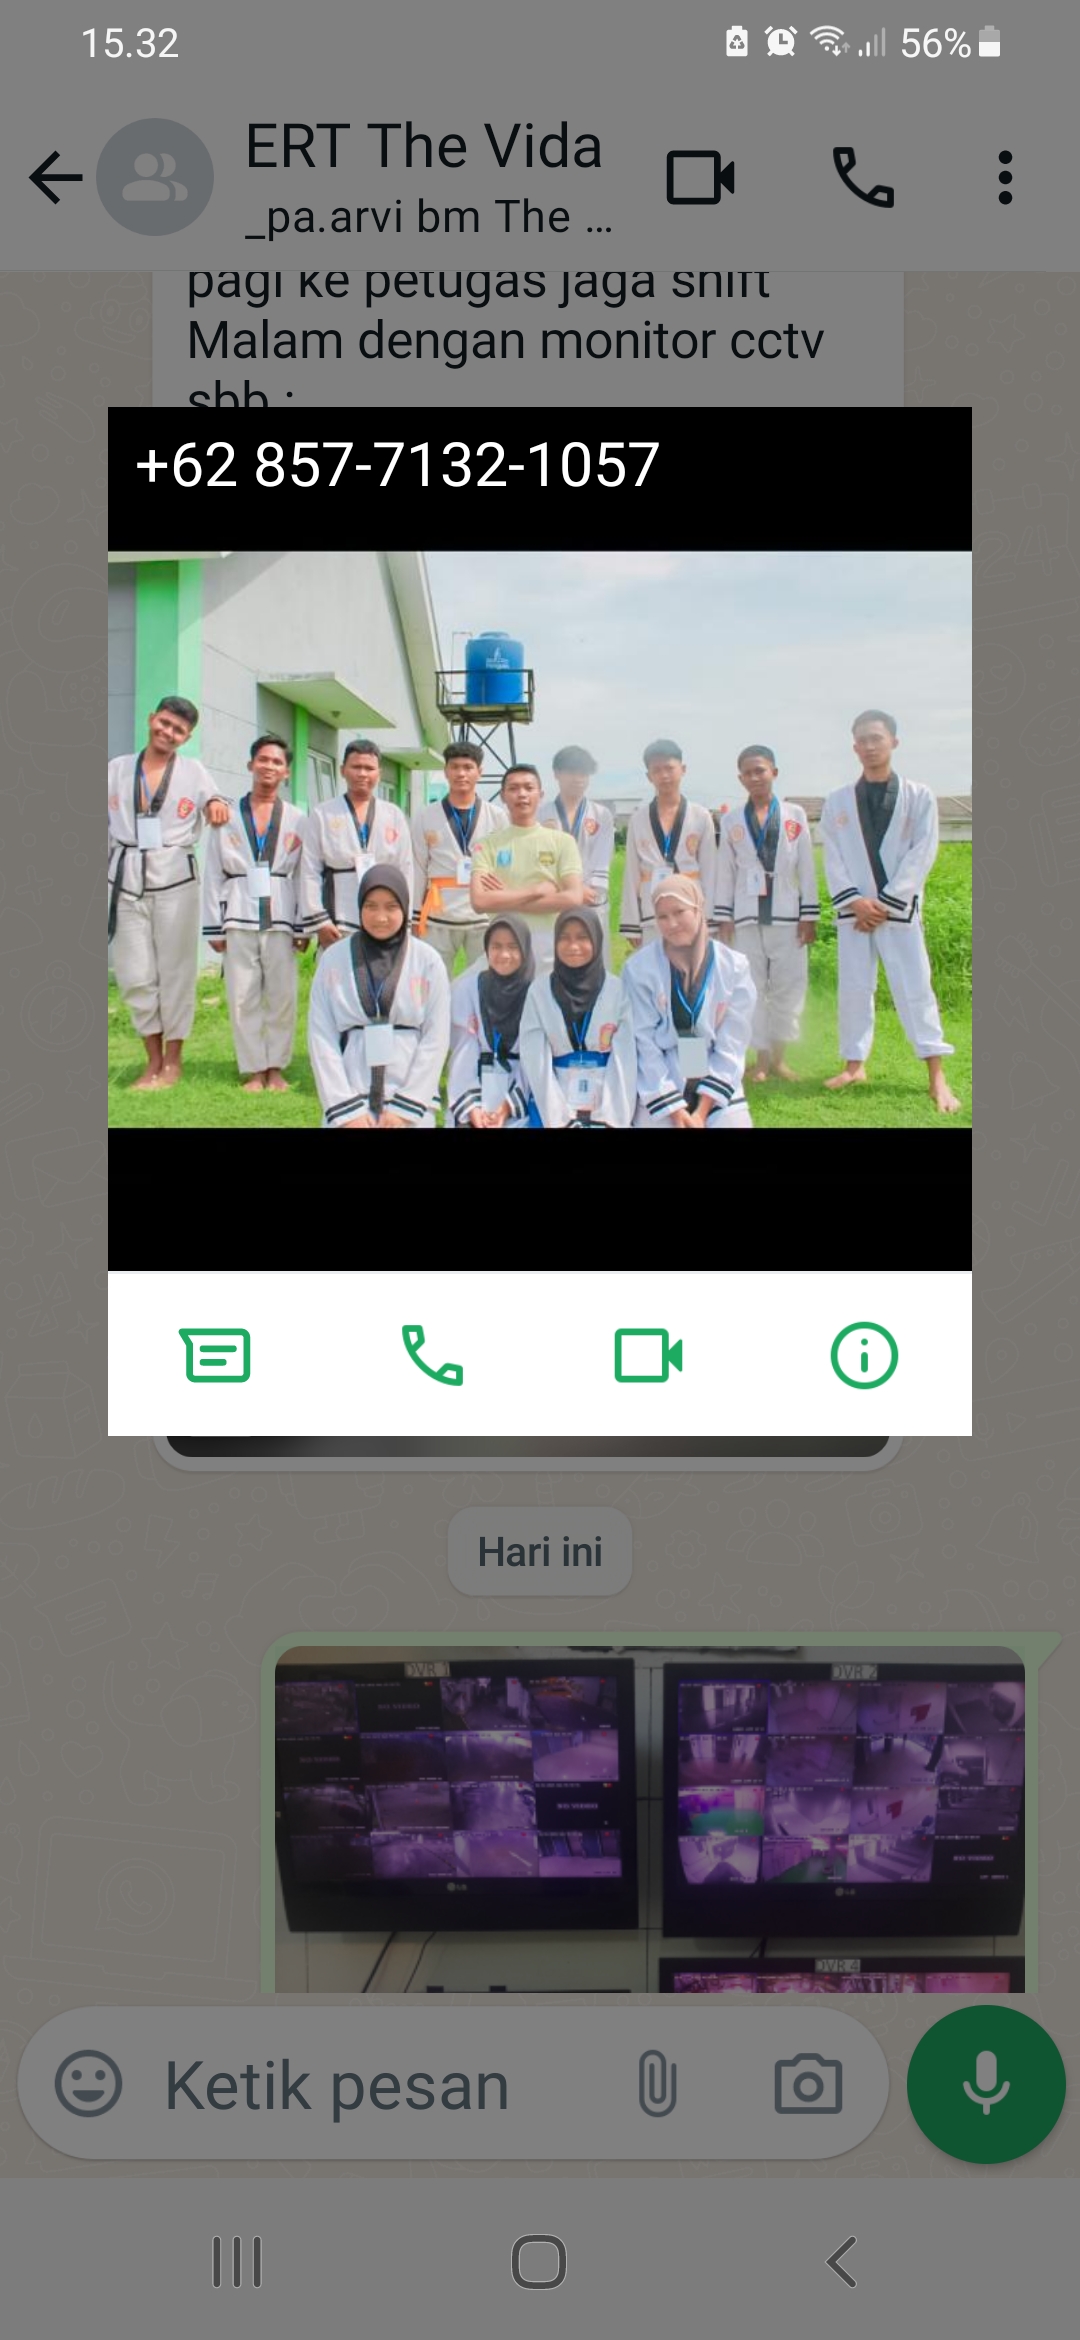 15.32
56%
ERT The Vida
_pa.arvi bm The ...
pagi ke petugas jaga shift
Malam dengan monitor cctv
sbb :
+62 857-7132-1057
Hari ini
DVR 1
DVR 2
DVR 4
Ketik pesan